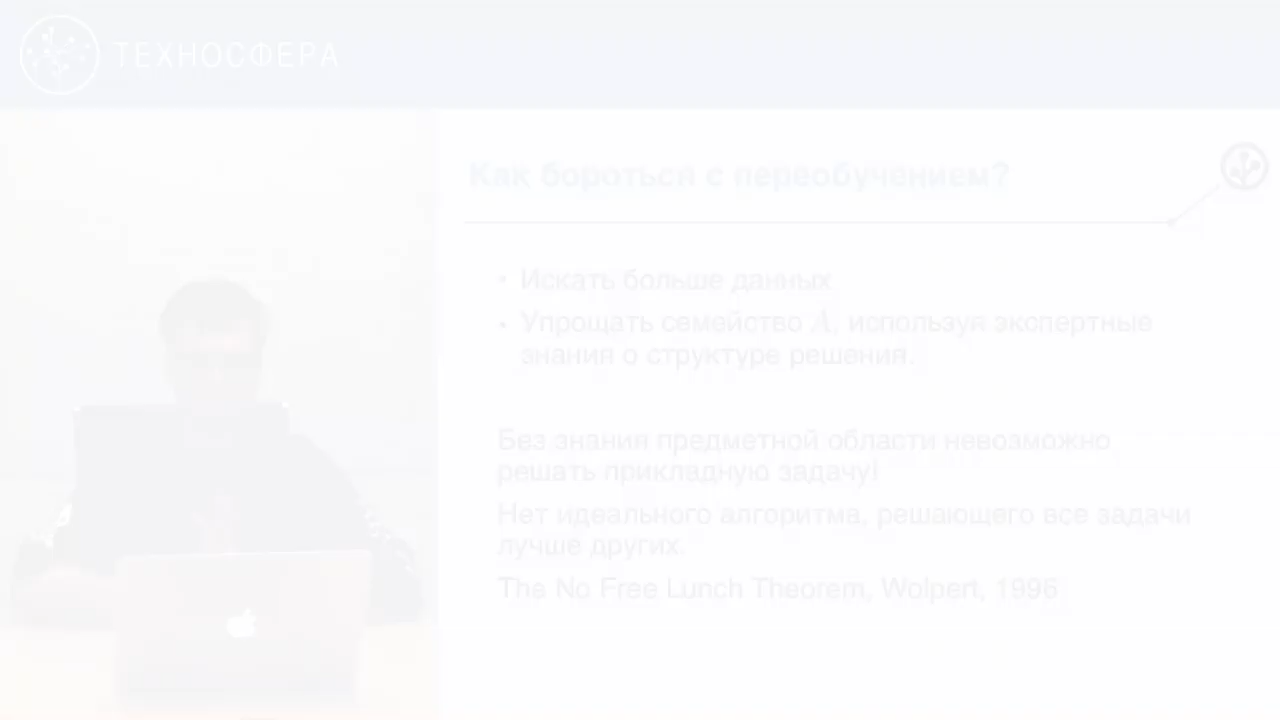 ТЕХНОСФЕРА
Как бороться с переобучением?
• Искать больше данных
• Упрощать семейство A, используя экспертные
знания о структуре решения.
Без знания предметной области невозможно
решать прикладную задачу!
Нет идеального алгоритма, решающего все задачи
лучше других.
The No Free Lunch Theorem, Wolpert, 1996